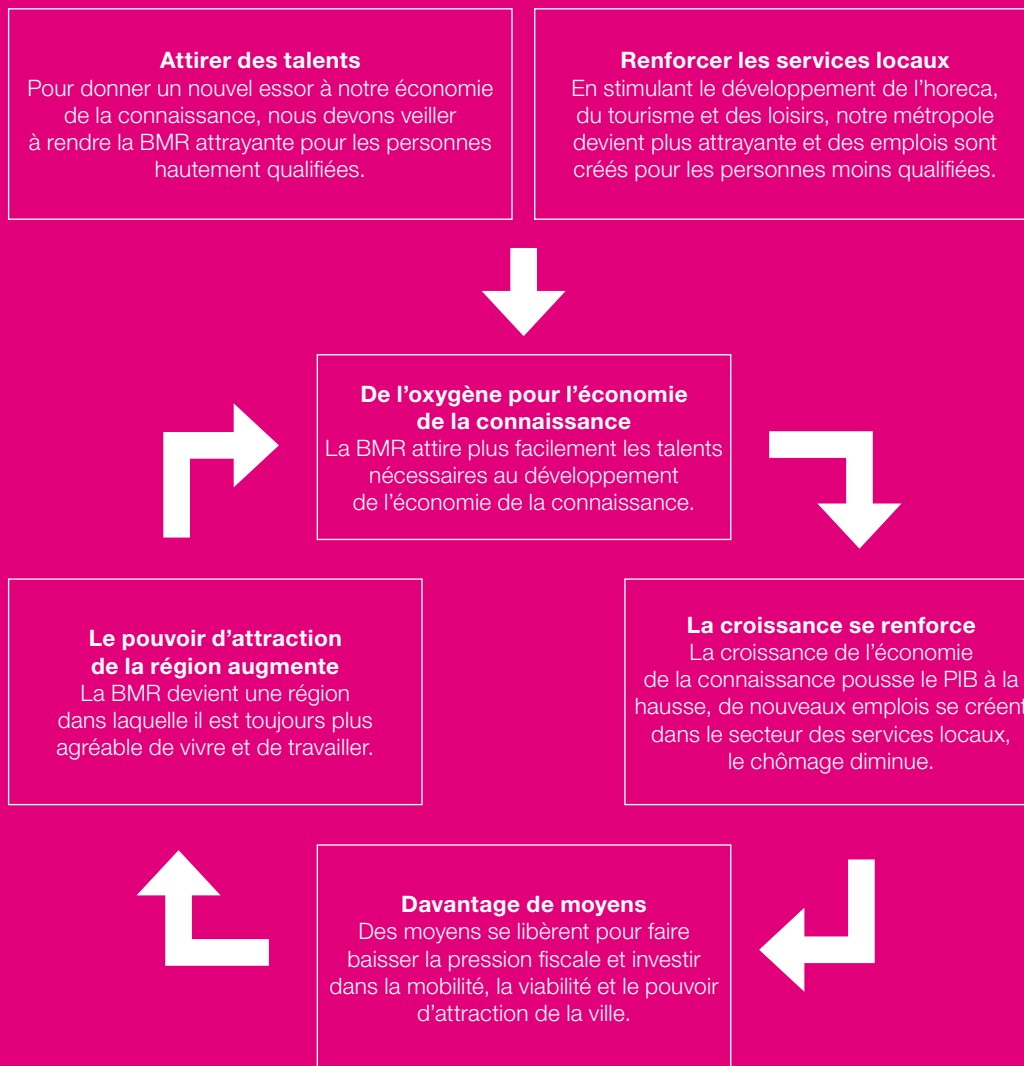 Attirer des talents
Pour donner un nouvel essor à notre économie
de la connaissance, nous devons veiller
à rendre la BMR attrayante pour les personnes
hautement qualifiées.
Renforcer les services locaux
En stimulant le développement de l’horeca,
du tourisme et des loisirs, notre métropole
devient plus attrayante et des emplois sont
créés pour les personnes moins qualifiées.
De l’oxygène pour l’économie
de la connaissance
La BMR attire plus facilement les talents
nécessaires au développement
de l’économie de la connaissance.
La croissance se renforce
La croissance de l’économie
de la connaissance pousse le PIB à la
hausse, de nouveaux emplois se créent
dans le secteur des services locaux,
le chômage diminue.
Davantage de moyens
Des moyens se libèrent pour faire
baisser la pression fiscale et investir
dans la mobilité, la viabilité et le pouvoir
d’attraction de la ville.
Le pouvoir d’attraction
de la région augmente
La BMR devient une région
dans laquelle il est toujours plus
agréable de vivre et de travailler.